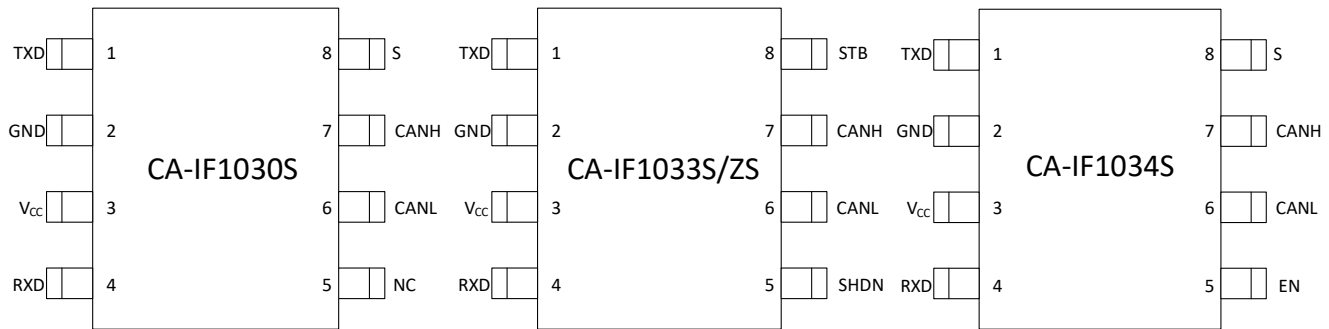 TXD 1 8 S
GND 2 7 CANH
CA-IF1030S
VCC 3 6 CANL
RXD 4 5 NC
TXD 1 8 STB
GND 2 7 CANH
CA-IF1033S/ZS
VCC 3 6 CANL
RXD 4 5 SHDN
TXD 1 8 S
GND 2 7 CANH
CA-IF1034S
VCC 3 6 CANL
RXD 4 5 EN